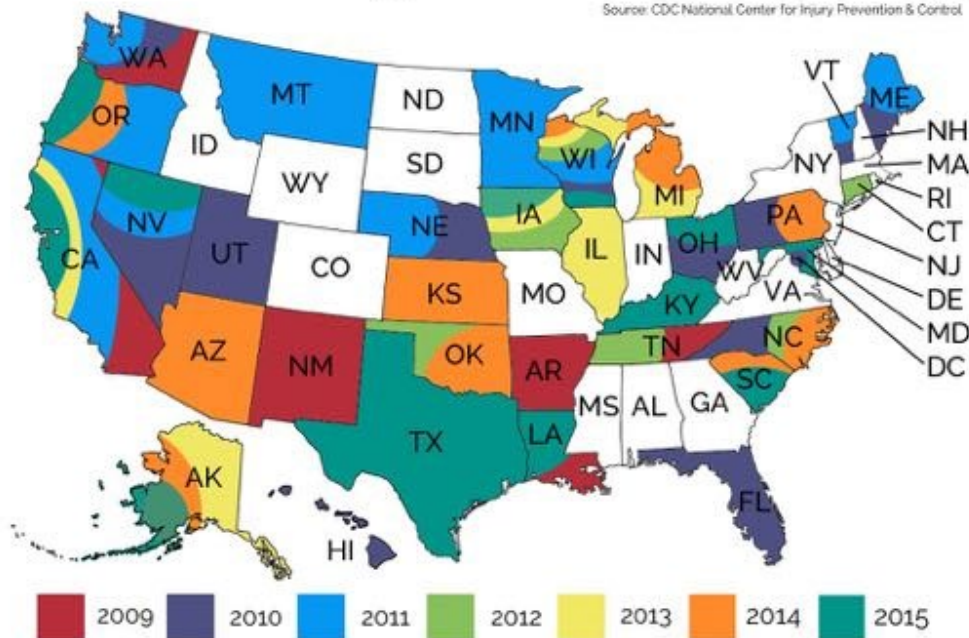 Source: CDC National Center for Injury Prevention & Control
WA
MT
ND
MN
VT
ME
OR
ID
SD
WI
NY
NH
MA
WY
MI
RI
NV
NE
IA
PA
CT
CA
UT
CO
IL
IN
OH
NJ
WV
DE
KS
MO
KY
VA
MD
AZ
NM
OK
TN
NC
DC
AR
SC
MS
AL
GA
TX
LA
AK
FL
HI
2009
2010
2011
2012
2013
2014
2015